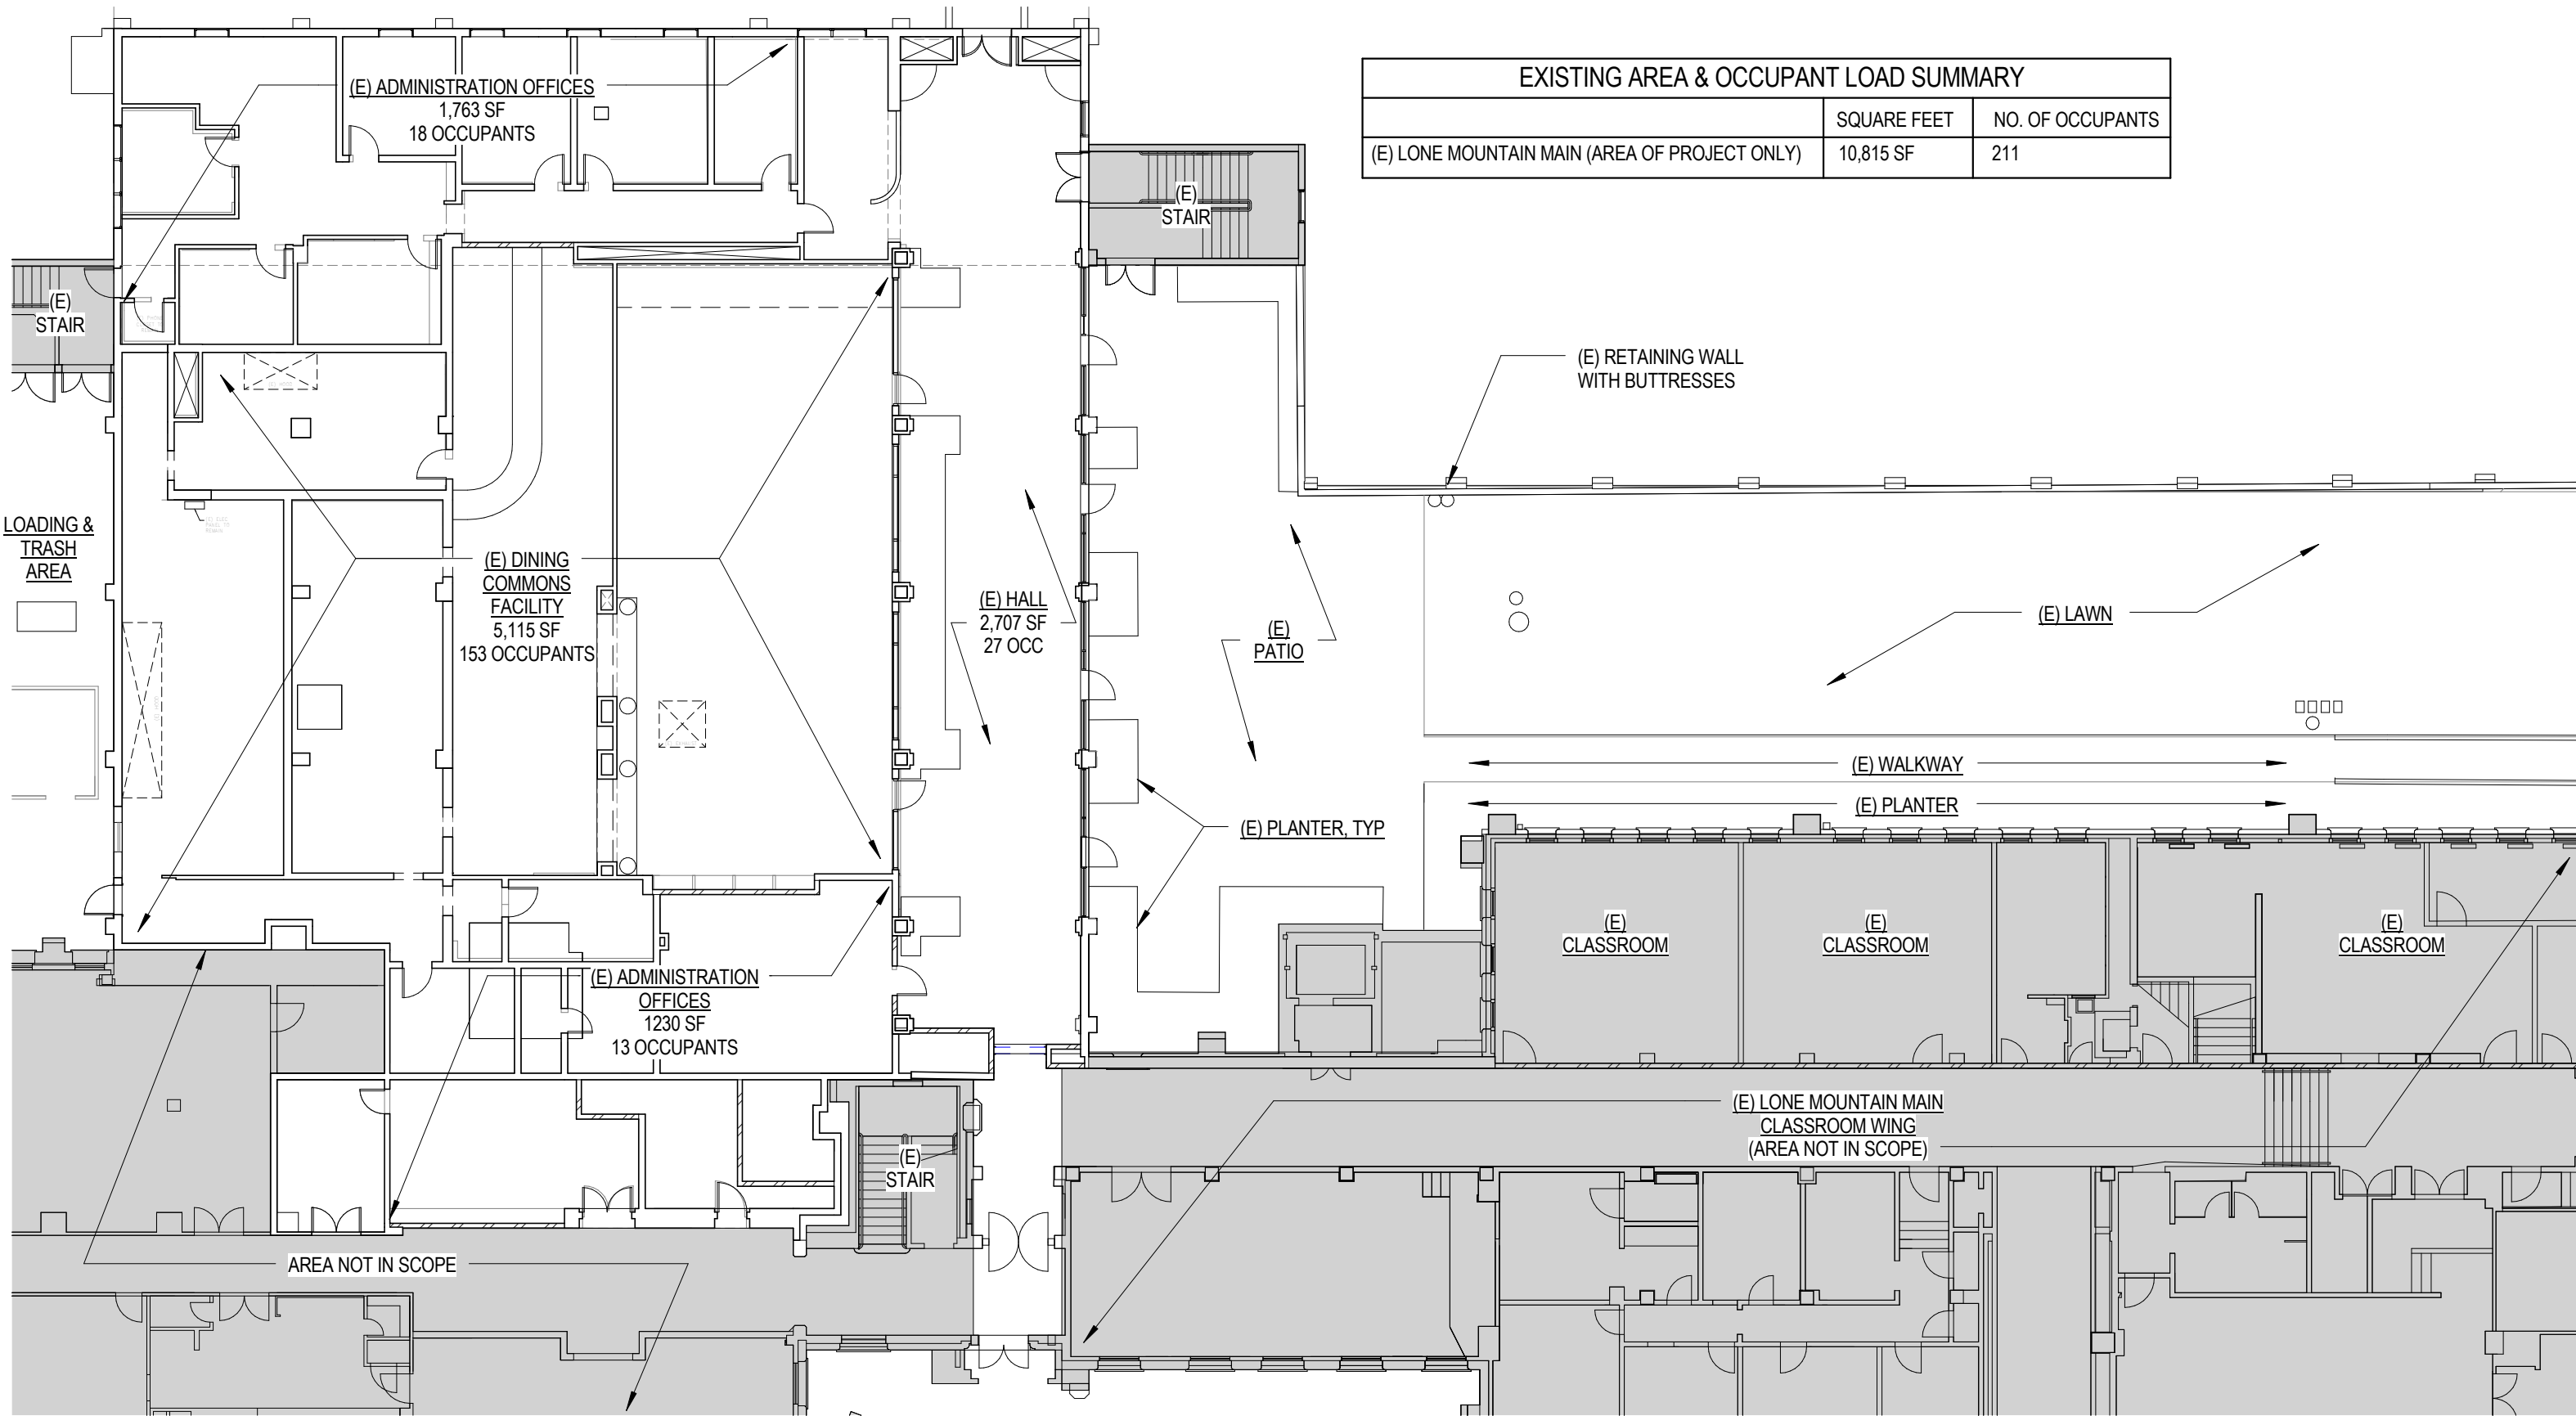 EXISTING AREA & OCCUPANT LOAD SUMMARY
SQUARE FEET
NO. OF OCCUPANTS
(E) LONE MOUNTAIN MAIN (AREA OF PROJECT ONLY)
10,815 SF
211
(E) ADMINISTRATION OFFICES
1,763 SF
18 OCCUPANTS
(E)
STAIR
(E)
STAIR
(E) RETAINING WALL
WITH BUTTRESSES
LOADING &
TRASH
AREA
(E) DINING
COMMONS
FACILITY
5,115 SF
153 OCCUPANTS
(E) HALL
2,707 SF
27 OCC
(E)
PATIO
(E) LAWN
(E) WALKWAY
(E) PLANTER
(E) PLANTER, TYP
(E)
CLASSROOM
(E)
CLASSROOM
(E)
CLASSROOM
(E) ADMINISTRATION
OFFICES
1230 SF
13 OCCUPANTS
(E)
STAIR
(E) LONE MOUNTAIN MAIN
CLASSROOM WING
(AREA NOT IN SCOPE)
AREA NOT IN SCOPE